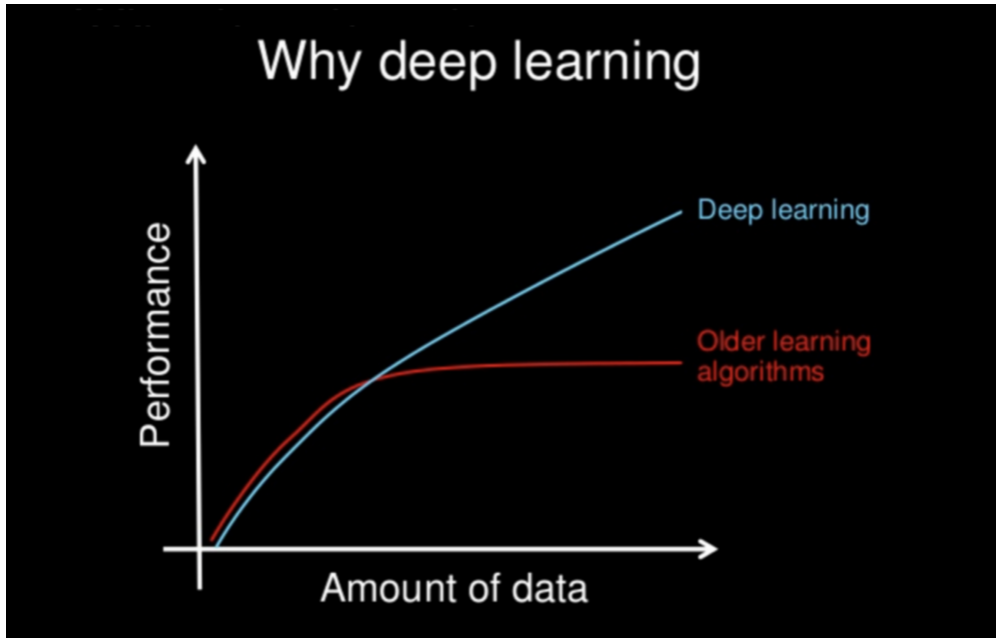 Why deep learning
Performance
Deep learning
Older learning
algorithms
Amount of data